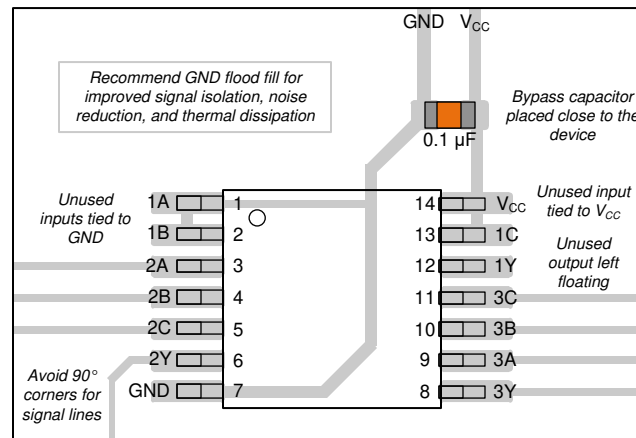 GND V_CC
Recommend GND flood fill for
improved signal isolation, noise
reduction, and thermal dissipation
Bypass capacitor
placed close to the
device
0.1 µF
Unused
inputs tied to
GND
1A 1 14 V_CC
1B 2 13 1C
2A 3 12 1Y
2B 4 11 3C
2C 5 10 3B
2Y 6 9 3A
GND 7 8 3Y
Unused input
tied to V_CC
Unused
output left
floating
Avoid 90°
corners for
signal lines